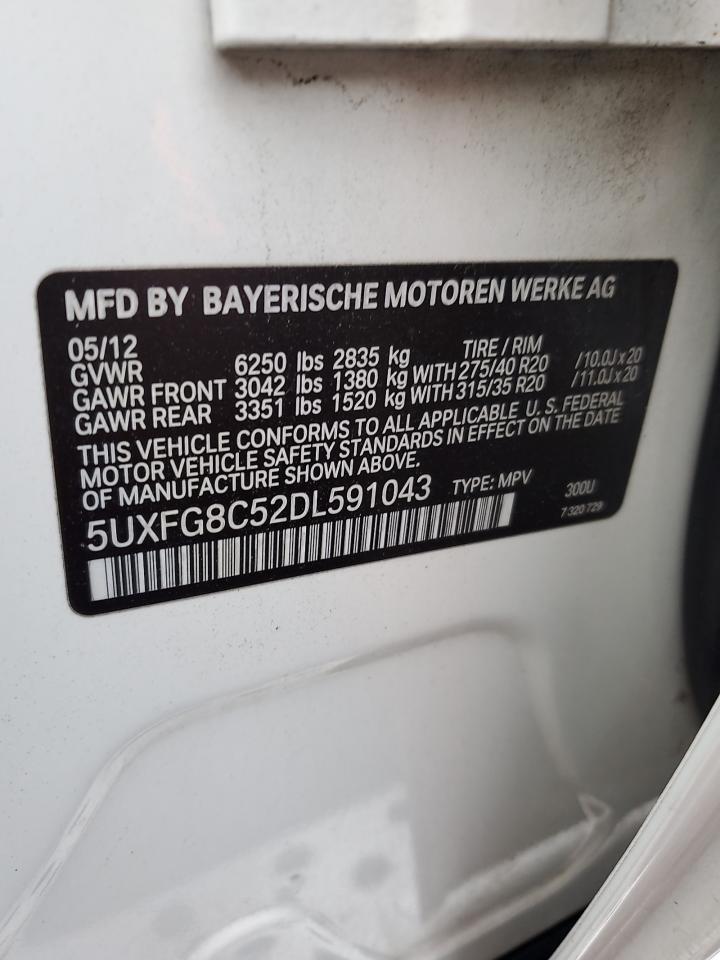 MFD BY BAYERISCHE MOTOREN WERKE AG
05/12 TIRE / RIM
GVWR 6250 lbs 2835 kg
GAWR FRONT 3042 lbs 1380 kg WITH 275/40 R20 /10.0J x 20
GAWR REAR 3351 lbs 1520 kg WITH 315/35 R20 /11.0J x 20
THIS VEHICLE CONFORMS TO ALL APPLICABLE U. S. FEDERAL
MOTOR VEHICLE SAFETY STANDARDS IN EFFECT ON THE DATE
OF MANUFACTURE SHOWN ABOVE.
5UXFG8C52DL591043 TYPE: MPV 300U
7 320 729